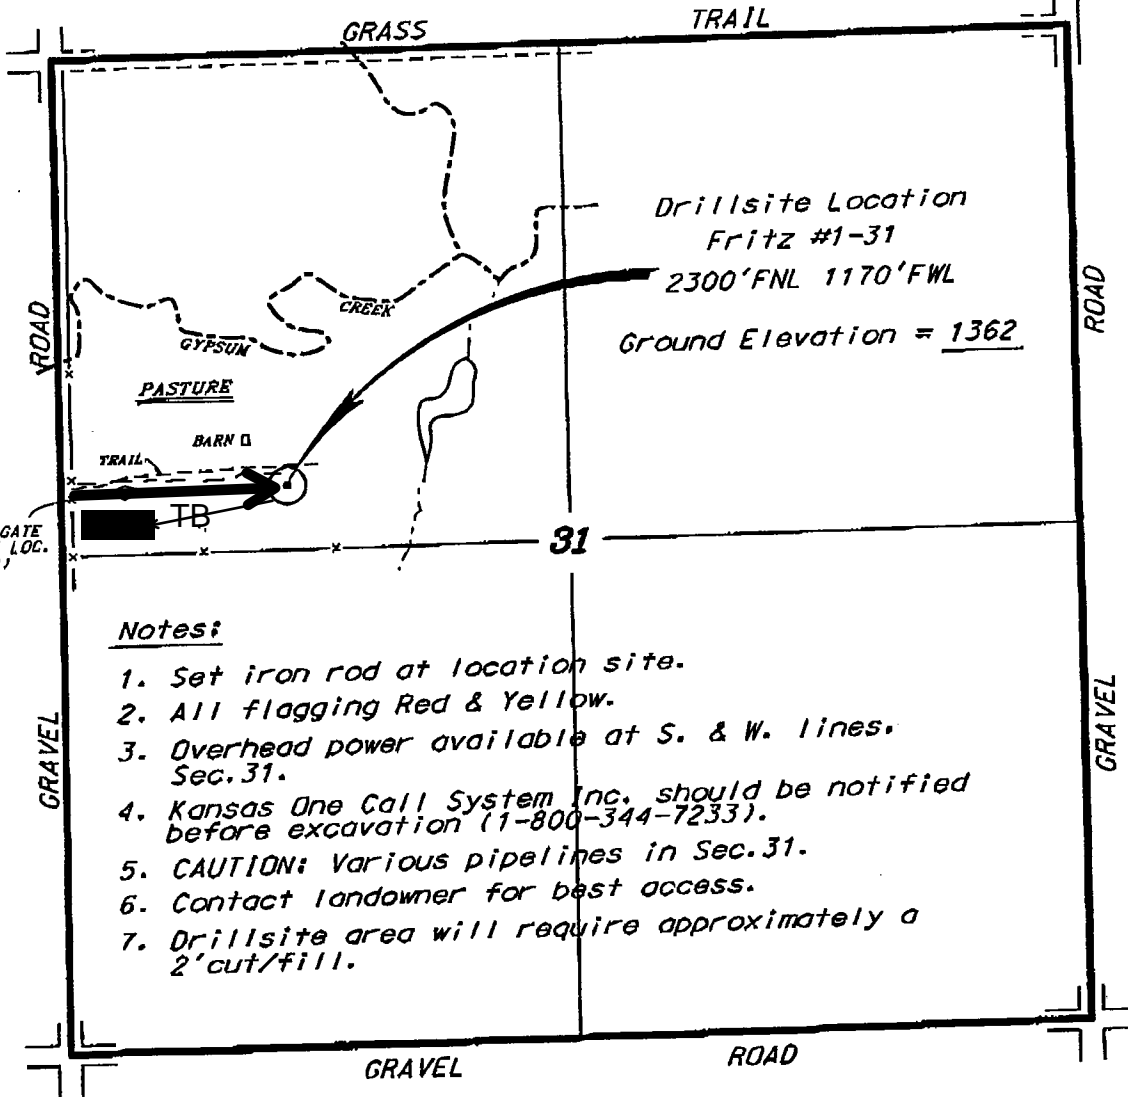 GRASS TRAIL
Drillsite Location
Fritz #1-31
2300'FNL 1170'FWL
Ground Elevation = 1362
ROAD
ROAD
CREEK
GYPSUM
PASTURE
BARN
TRAIL
TB
GATE
LOC.
31
Notes:
1. Set iron rod at location site.
2. All flagging Red & Yellow.
3. Overhead power available at S. & W. lines.
Sec.31.
4. Kansas One Call System Inc. should be notified
before excavation (1-800-344-7233).
5. CAUTION: Various pipelines in Sec.31.
6. Contact landowner for best access.
7. Drillsite area will require approximately a
2'cut/fill.
GRAVEL
GRAVEL
GRAVEL ROAD